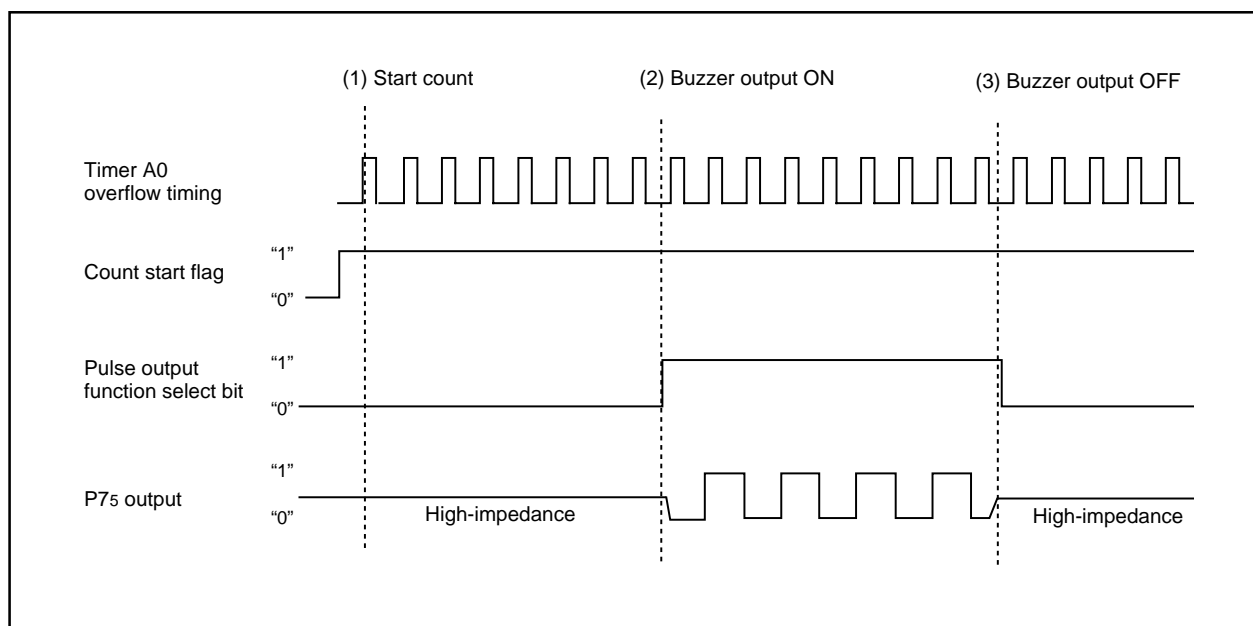 (1) Start count
(2) Buzzer output ON
(3) Buzzer output OFF
Timer A0
overflow timing
“1”
Count start flag
“0”
“1”
Pulse output
function select bit
“0”
“1”
P75 output
“0”
High-impedance
High-impedance